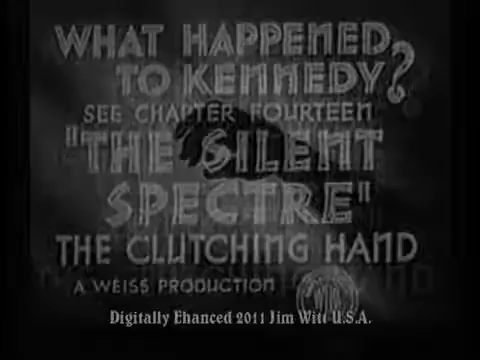 WHAT HAPPENED
TO KENNEDY?
SEE CHAPTER FOURTEEN
"THE SILENT
SPECTRE"
THE CLUTCHING HAND
A WEISS PRODUCTION
Digitally Ehanced 2011 Jim Witt U.S.A.